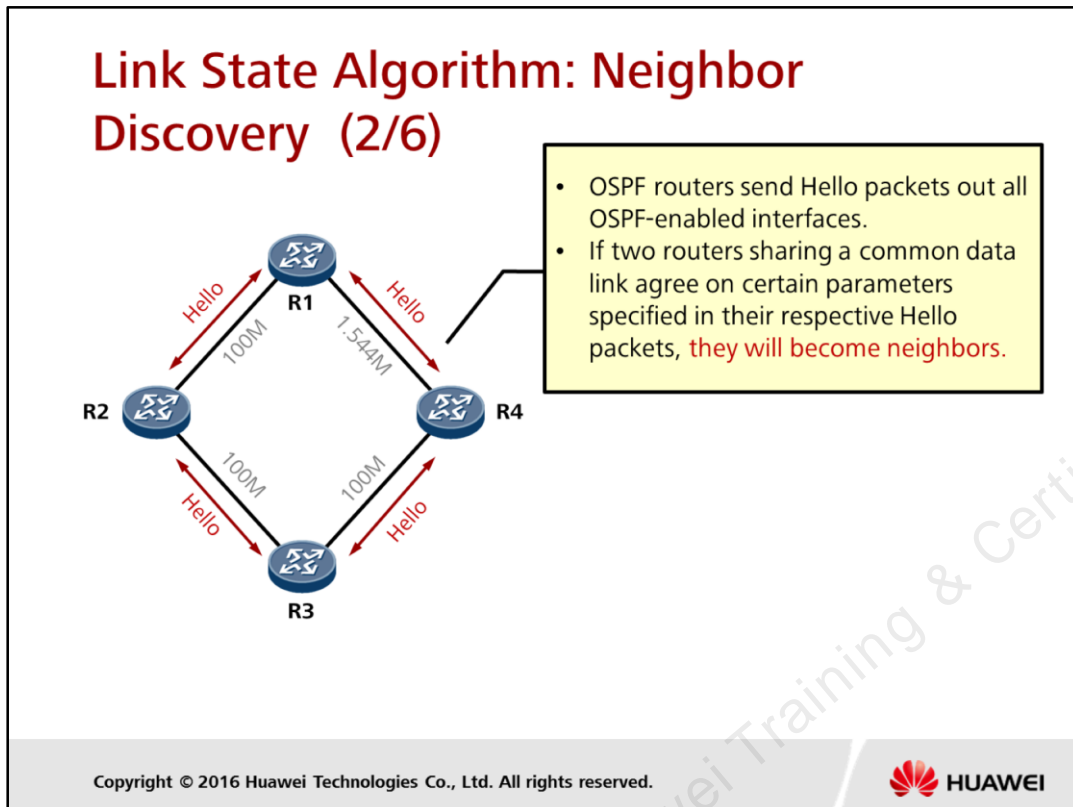 Link State Algorithm: Neighbor
Discovery (2/6)
• OSPF routers send Hello packets out all
OSPF-enabled interfaces.
• If two routers sharing a common data
link agree on certain parameters
specified in their respective Hello
packets, they will become neighbors.
Hello
Hello
R1
100M
1.544M
R2
R4
100M
100M
Hello
Hello
R3
Training & Certi
Copyright © 2016 Huawei Technologies Co., Ltd. All rights reserved.
HUAWEI